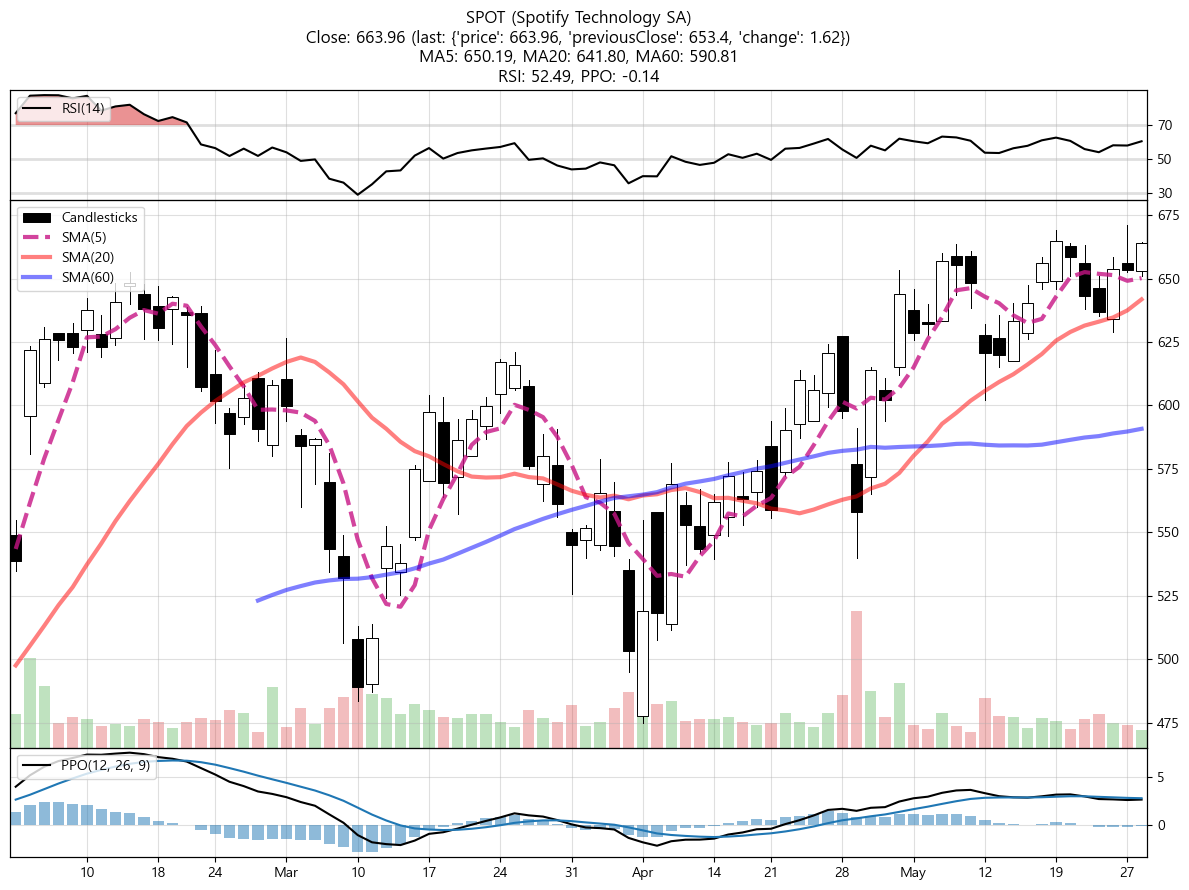 SPOT (Spotify Technology SA)
Close: 663.96 (last: {'price': 663.96, 'previousClose': 653.4, 'change': 1.62})
MA5: 650.19, MA20: 641.80, MA60: 590.81
RSI: 52.49, PPO: -0.14
RSI(14)
70
50
30
Candlesticks
SMA(5)
SMA(20)
SMA(60)
675
650
625
600
575
550
525
500
475
PPO(12, 26, 9)
5
0
10 18 24 Mar 10 17 24 31 Apr 14 21 28 May 12 19 27